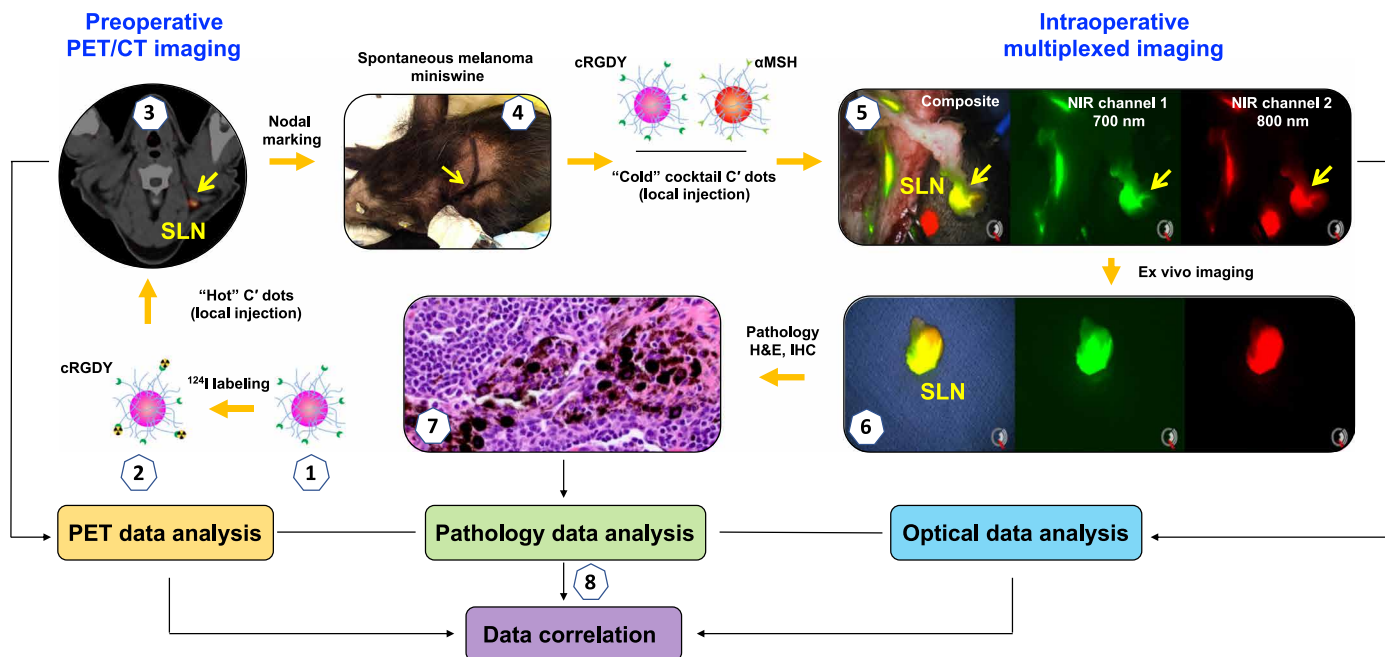 Preoperative
PET/CT imaging
Intraoperative
multiplexed imaging
3
SLN
Nodal
marking
Spontaneous melanoma
miniswine
4
cRGDY
αMSH
“Cold” cocktail C′ dots
(local injection)
5
Composite
SLN
NIR channel 1
700 nm
NIR channel 2
800 nm
Ex vivo imaging
“Hot” C′ dots
(local injection)
cRGDY
¹²⁴I labeling
2
1
7
Pathology
H&E, IHC
SLN
6
PET data analysis
Pathology data analysis
Optical data analysis
8
Data correlation